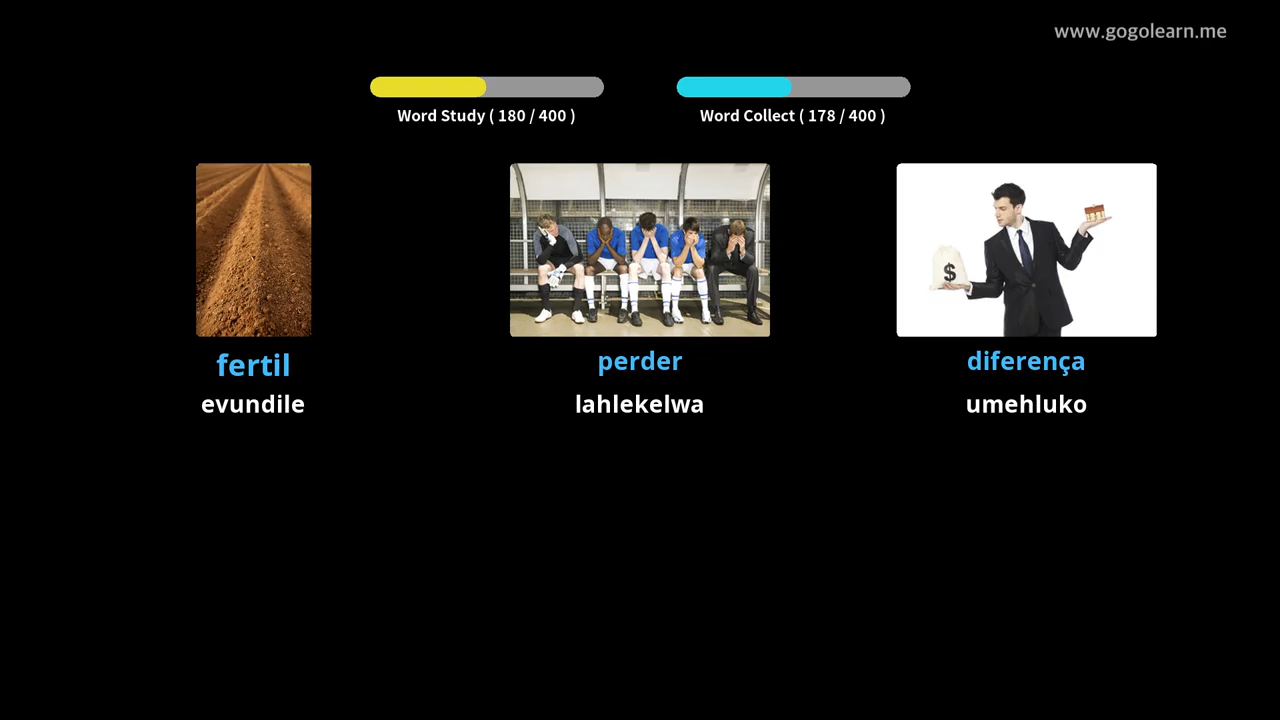 www.gogolearn.me
Word Study ( 180 / 400 )
Word Collect ( 178 / 400 )
$
fertil
perder
diferença
evundile
lahlekelwa
umehluko